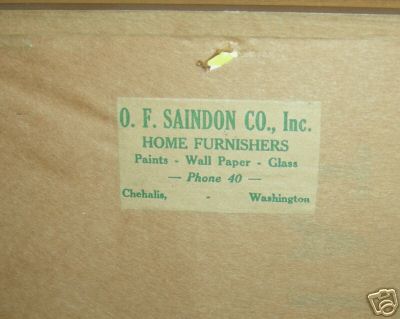 O. F. SAINDON CO., Inc.
HOME FURNISHERS
Paints - Wall Paper - Glass
— Phone 40 —
Chehalis, - Washington